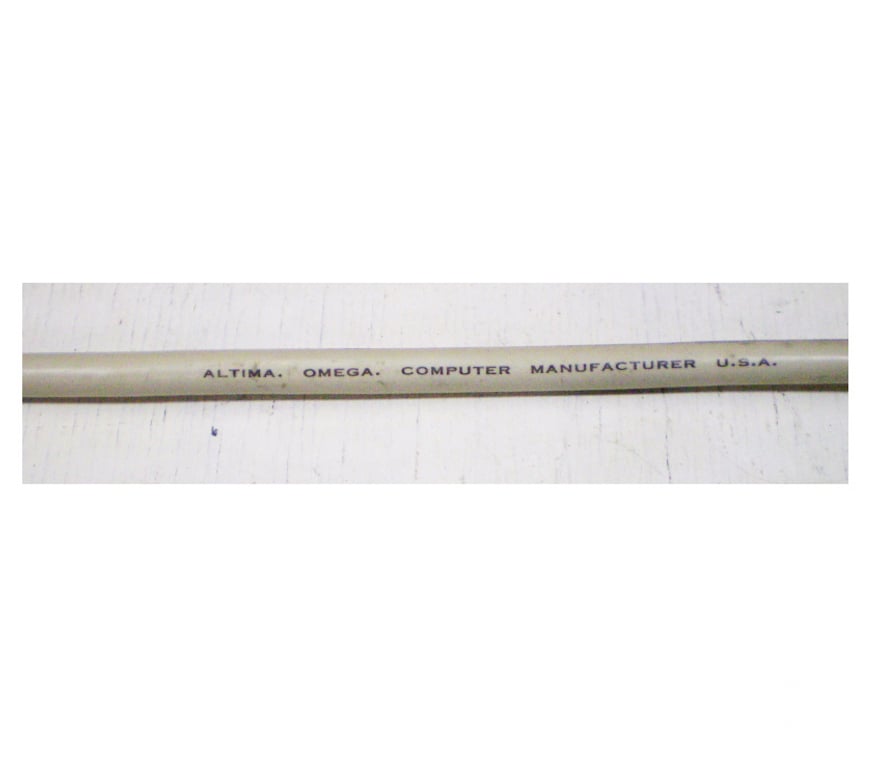 ALTIMA. OMEGA. COMPUTER MANUFACTURER U.S.A.